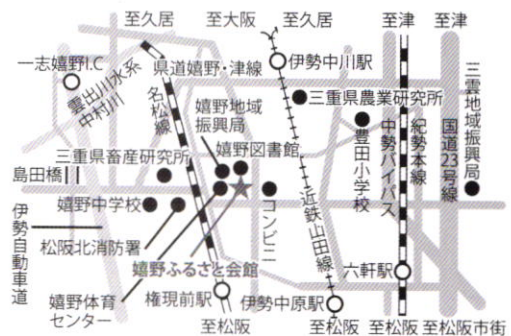 至久居
至大阪
至久居
至津
至津
一志嬉野I.C
県道嬉野・津線
伊勢中川駅
雲出川水系
中村川
名松線
三重県農業研究所
三雲地域振興局
嬉野地域
振興局
嬉野図書館
豊田小学校
中勢バイパス
紀勢本線
国道23号線
三重県畜産研究所
島田橋
嬉野中学校
コンビニ
近鉄山田線
伊勢自動車道
松阪北消防署
嬉野ふるさと会館
六軒駅
嬉野体育
センター
権現前駅
伊勢中原駅
至松阪
至松阪
至松阪
至松阪市街